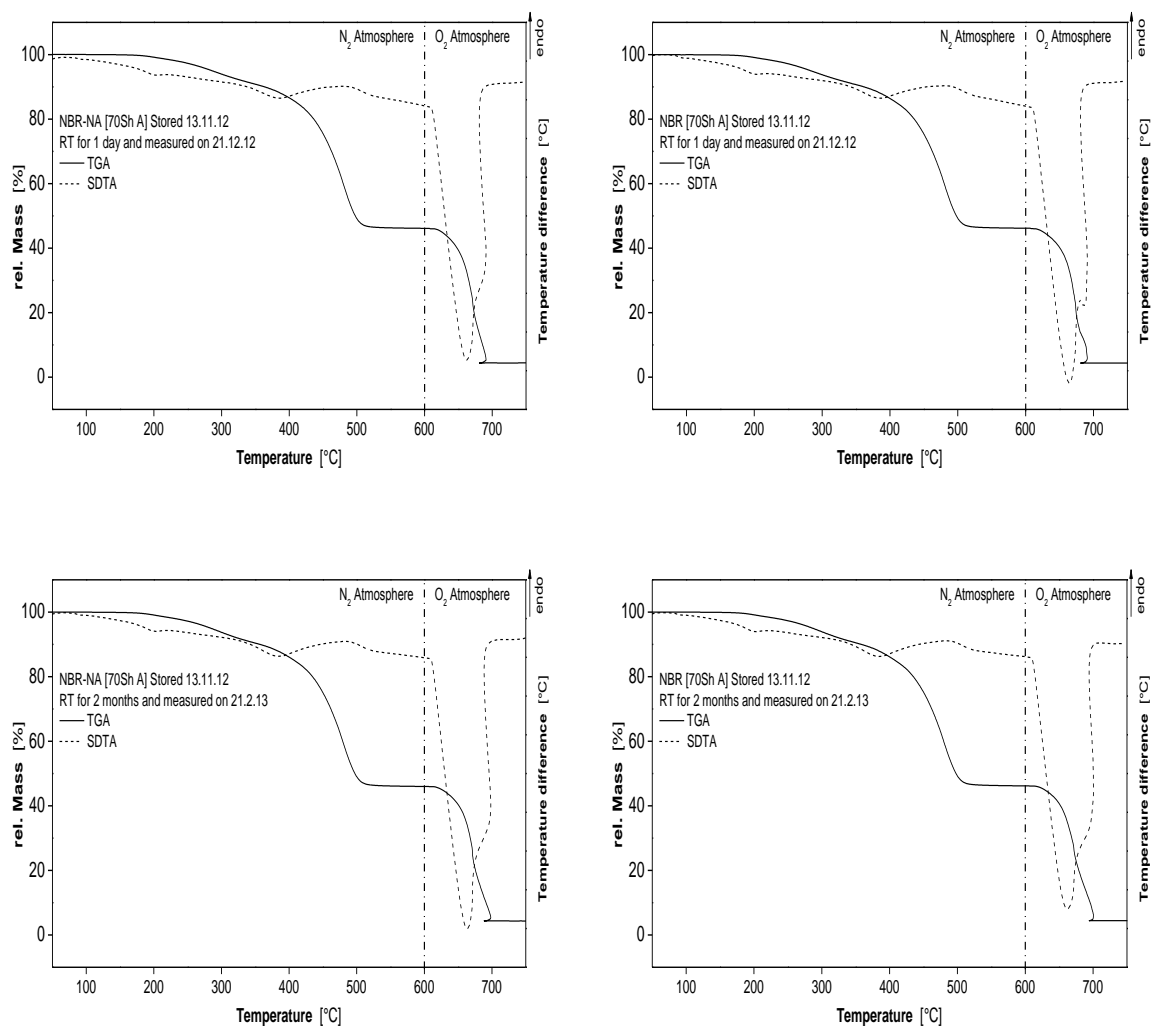 N2 Atmosphere O2 Atmosphere
endo
100
80
60
40
20
0
rel. Mass [%]
NBR-NA [70Sh A] Stored 13.11.12
RT for 1 day and measured on 21.12.12
TGA
SDTA
Temperature difference [°C]
100 200 300 400 500 600 700
Temperature [°C]
N2 Atmosphere O2 Atmosphere
endo
100
80
60
40
20
0
rel. Mass [%]
NBR [70Sh A] Stored 13.11.12
RT for 1 day and measured on 21.12.12
TGA
SDTA
Temperature difference [°C]
100 200 300 400 500 600 700
Temperature [°C]
N2 Atmosphere O2 Atmosphere
endo
100
80
60
40
20
0
rel. Mass [%]
NBR-NA [70Sh A] Stored 13.11.12
RT for 2 months and measured on 21.2.13
TGA
SDTA
Temperature difference [°C]
100 200 300 400 500 600 700
Temperature [°C]
N2 Atmosphere O2 Atmosphere
endo
100
80
60
40
20
0
rel. Mass [%]
NBR [70Sh A] Stored 13.11.12
RT for 2 months and measured on 21.2.13
TGA
SDTA
Temperature difference [°C]
100 200 300 400 500 600 700
Temperature [°C]